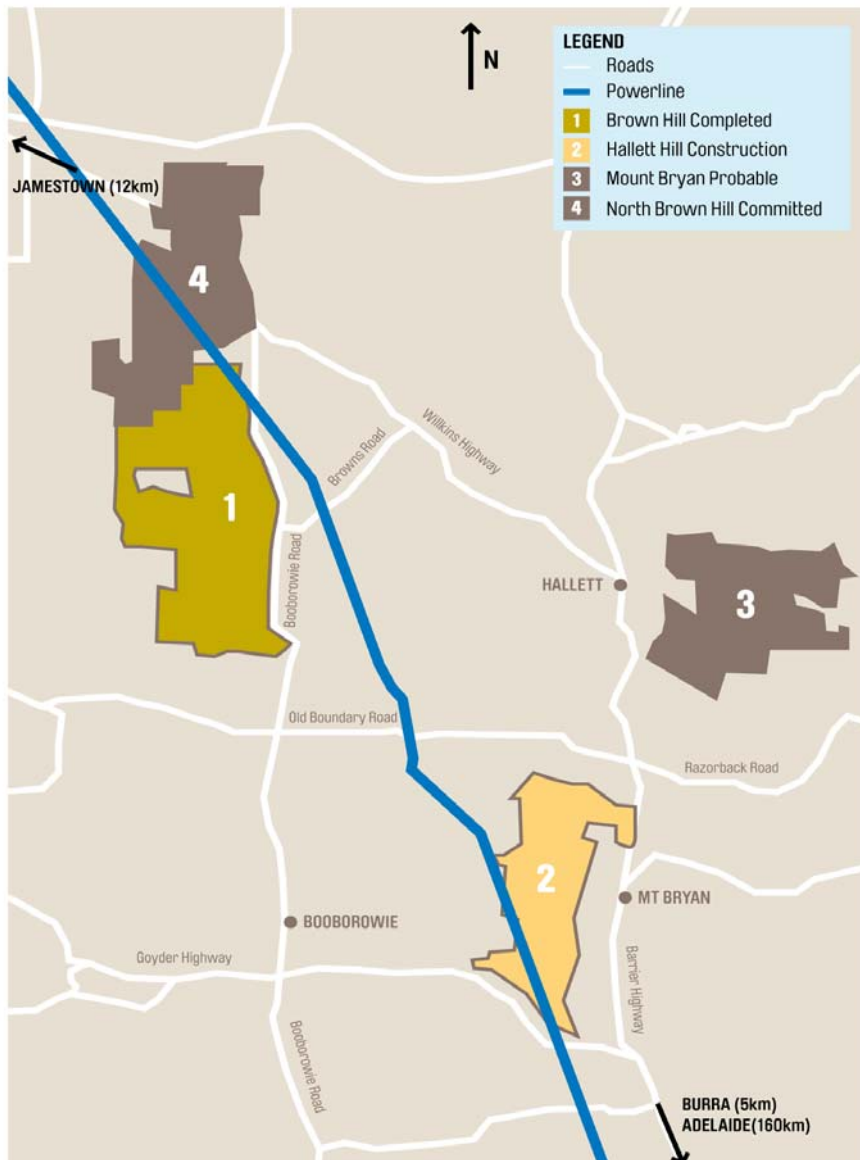 N
LEGEND
Roads
Powerline
1 Brown Hill Completed
2 Hallett Hill Construction
3 Mount Bryan Probable
4 North Brown Hill Committed
JAMESTOWN (12km)
4
Willkins Highway
Browns Road
1
Booborowie Road
HALLETT
3
Old Boundary Road
Razorback Road
2
MT BRYAN
BOOBOROWIE
Goyder Highway
Barrier Highway
Booborowie Road
BURRA (5km)
ADELAIDE(160km)